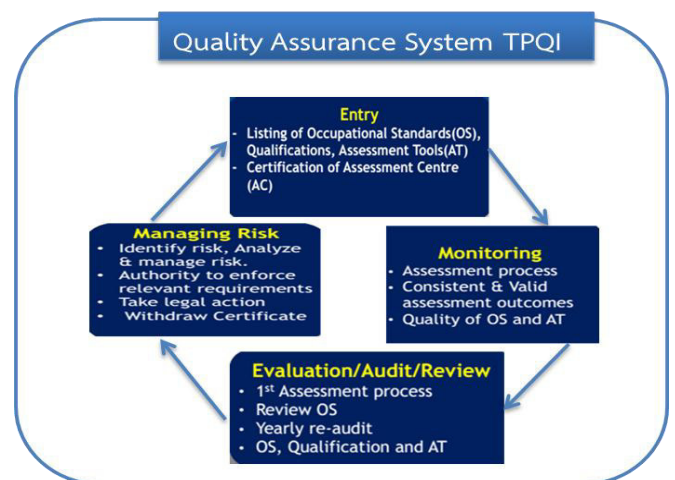 Quality Assurance System TPQI
Entry
- Listing of Occupational Standards(OS),
Qualifications, Assessment Tools(AT)
- Certification of Assessment Centre
(AC)
Monitoring
• Assessment process
• Consistent & Valid
assessment outcomes
• Quality of OS and AT
Evaluation/Audit/Review
• 1st Assessment process
• Review OS
• Yearly re-audit
• OS, Qualification and AT
Managing Risk
• Identify risk, Analyze
& manage risk.
• Authority to enforce
relevant requirements
• Take legal action
• Withdraw Certificate